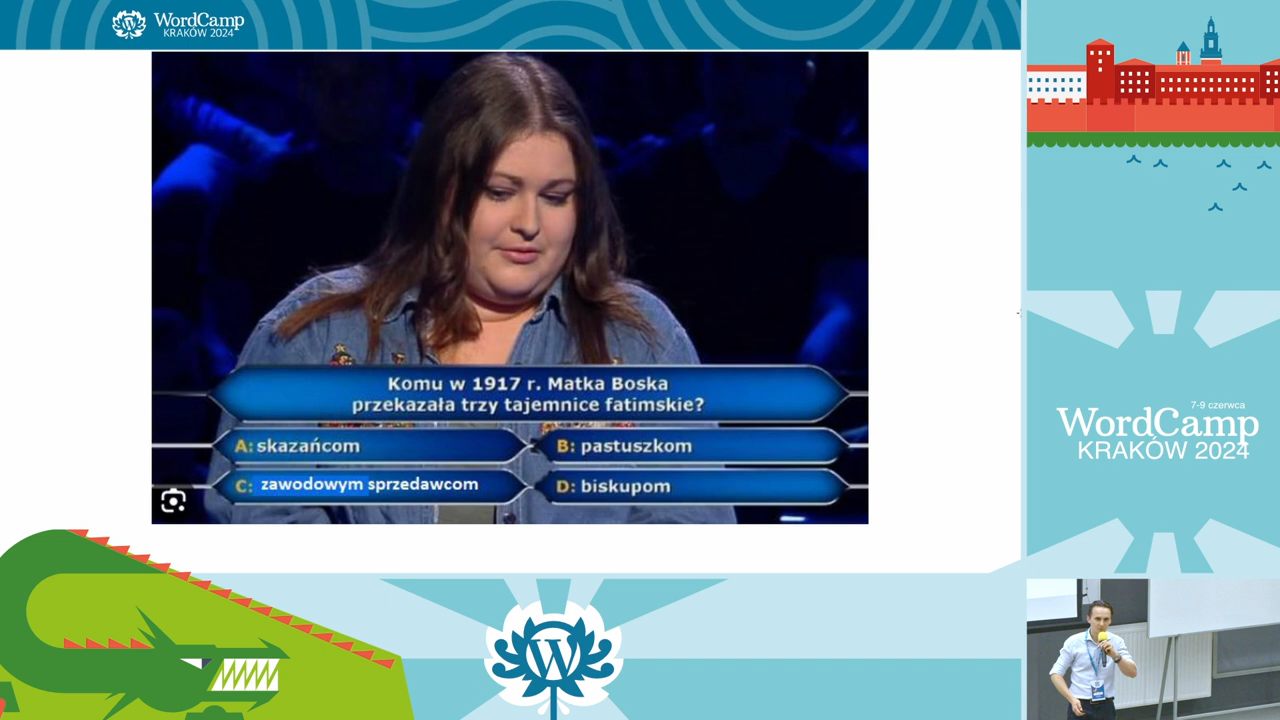 WordCamp
KRAKÓW 2024
Komu w 1917 r. Matka Boska
przekazała trzy tajemnice fatimskie?
A: skazańcom
B: pastuszkom
C: zawodowym sprzedawcom
D: biskupom
7-9 czerwca
WordCamp
KRAKÓW 2024
W